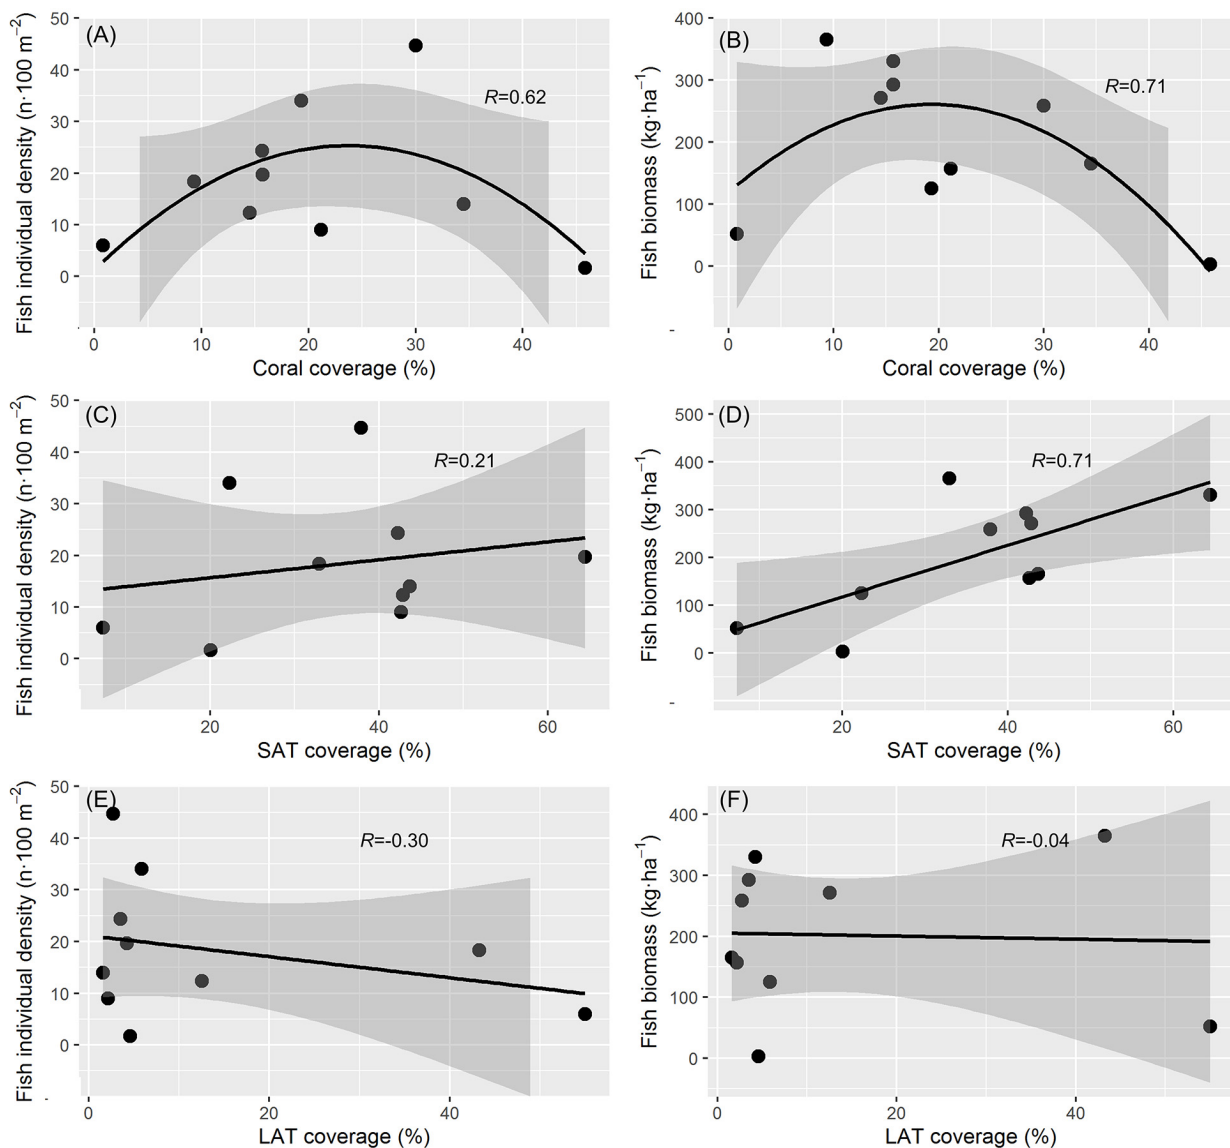 (A)
R=0.62
Fish individual density (n·100 m⁻²)
50
40
30
20
10
0
0 10 20 30 40
Coral coverage (%)
(B)
R=0.71
Fish biomass (kg·ha⁻¹)
400
300
200
100
0
-
0 10 20 30 40
Coral coverage (%)
(C)
R=0.21
Fish individual density (n·100 m⁻²)
50
40
30
20
10
0
20 40 60
SAT coverage (%)
(D)
R=0.71
Fish biomass (kg·ha⁻¹)
500
400
300
200
100
0
-
20 40 60
SAT coverage (%)
(E)
R=-0.30
Fish individual density (n·100 m⁻²)
50
40
30
20
10
0
-
0 20 40
LAT coverage (%)
(F)
R=-0.04
Fish biomass (kg·ha⁻¹)
400
300
200
100
0
0 20 40
LAT coverage (%)